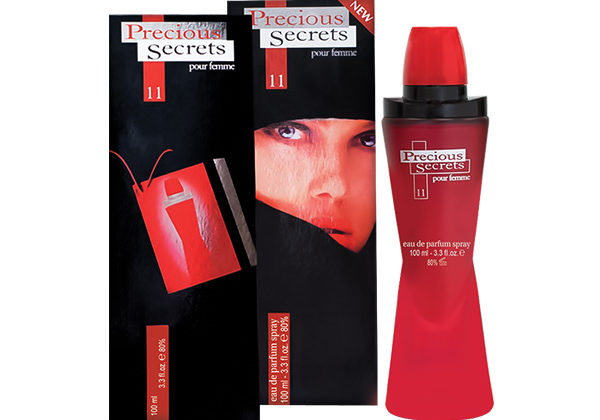 Precious
Secrets
pour femme
11
100 ml 3.3 fl.oz. ℮ 80%
NEW
Precious
Secrets
pour femme
11
eau de parfum spray
100 ml - 3.3 fl.oz. ℮ 80%
Precious
Secrets
pour femme
11
eau de parfum spray
100 ml - 3.3 fl.oz. ℮
80%